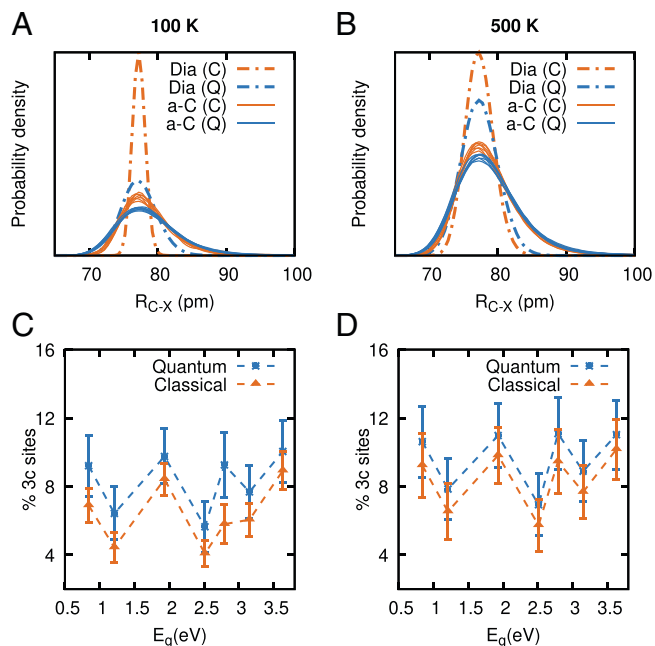 A
100 K
Dia (C)
Dia (Q)
a-C (C)
a-C (Q)
Probability density
70 80 90 100
R_C-X (pm)
B
500 K
Dia (C)
Dia (Q)
a-C (C)
a-C (Q)
Probability density
70 80 90 100
R_C-X (pm)
C
Quantum
Classical
% 3c sites
16
12
8
4
0.5 1 1.5 2 2.5 3 3.5
E_g(eV)
D
Quantum
Classical
% 3c sites
16
12
8
4
0.5 1 1.5 2 2.5 3 3.5
E_g(eV)